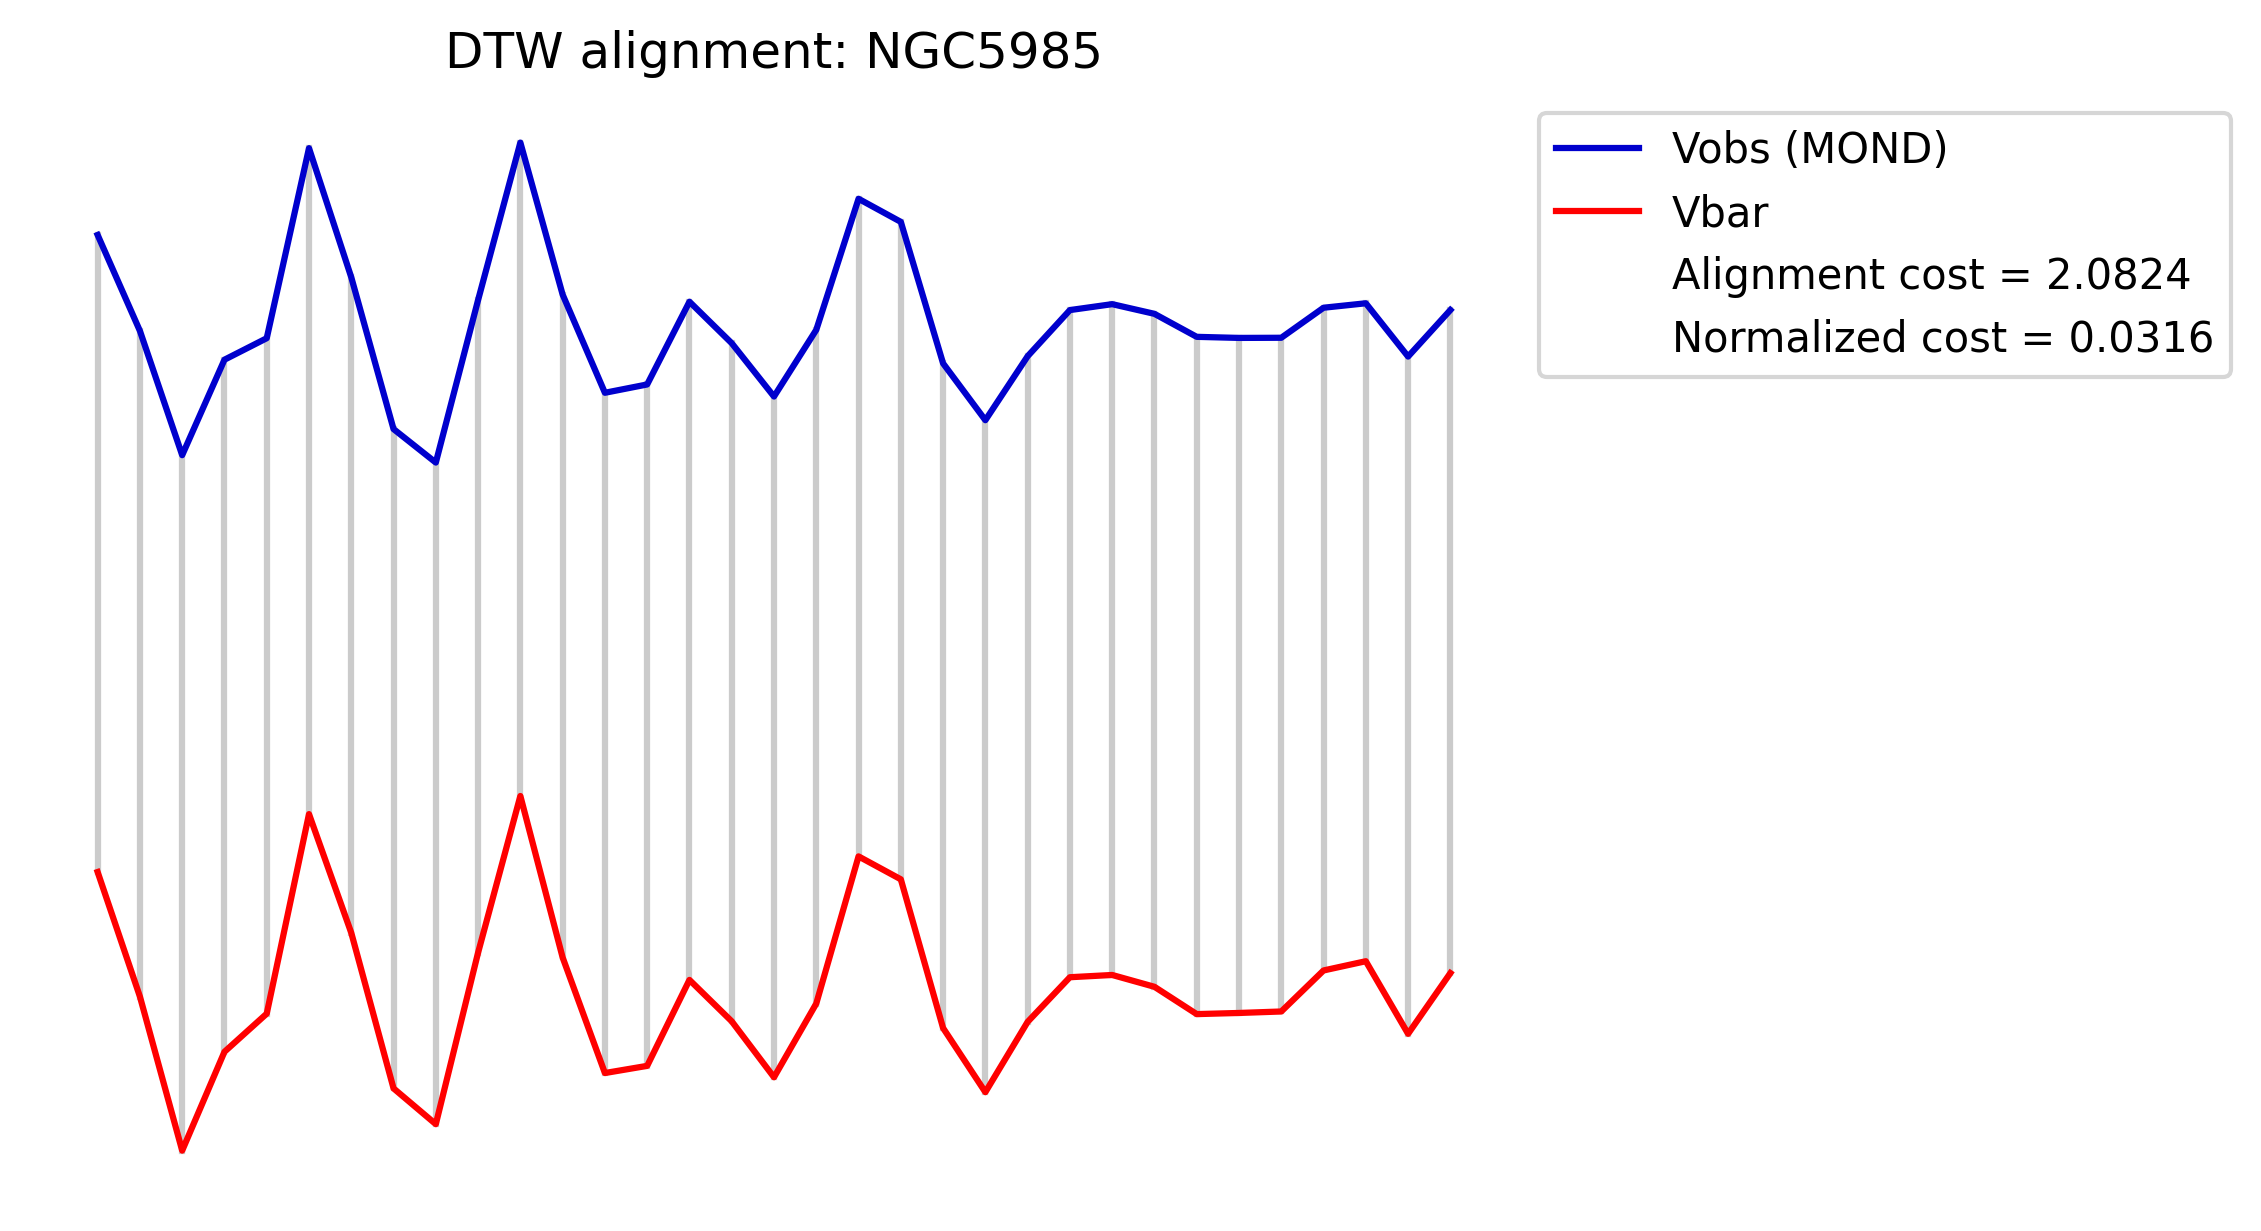 DTW alignment: NGC5985
Vobs (MOND)
Vbar
Alignment cost = 2.0824
Normalized cost = 0.0316